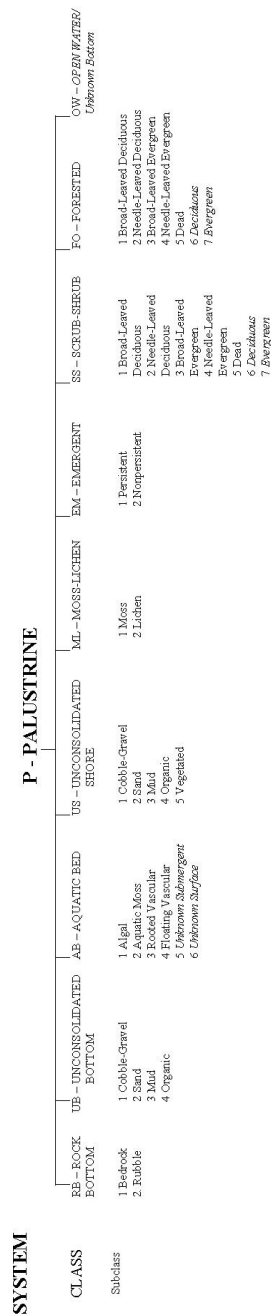 SYSTEM
P - PALUSTRINE
CLASS
RB – ROCK
BOTTOM
UB – UNCONSOLIDATED
BOTTOM
AB – AQUATIC BED
US – UNCONSOLIDATED
SHORE
ML – MOSS-LICHEN
EM – EMERGENT
SS – SCRUB-SHRUB
FO – FORESTED
OW – OPEN WATER/
Unknown Bottom
Subclass
1 Bedrock
2. Rubble
1 Cobble-Gravel
2 Sand
3 Mud
4 Organic
1 Algal
2 Aquatic Moss
3 Rooted Vascular
4 Floating Vascular
5 Unknown Submergent
6 Unknown Surface
1 Cobble-Gravel
2 Sand
3 Mud
4 Organic
5 Vegetated
1 Moss
2 Lichen
1 Persistent
2 Nonpersistent
1 Broad-Leaved
Deciduous
2 Needle-Leaved
Deciduous
3 Broad-Leaved
Evergreen
4 Needle-Leaved
Evergreen
5 Dead
6 Deciduous
7 Evergreen
1 Broad-Leaved Deciduous
2 Needle-Leaved Deciduous
3 Broad-Leaved Evergreen
4 Needle-Leaved Evergreen
5 Dead
6 Deciduous
7 Evergreen